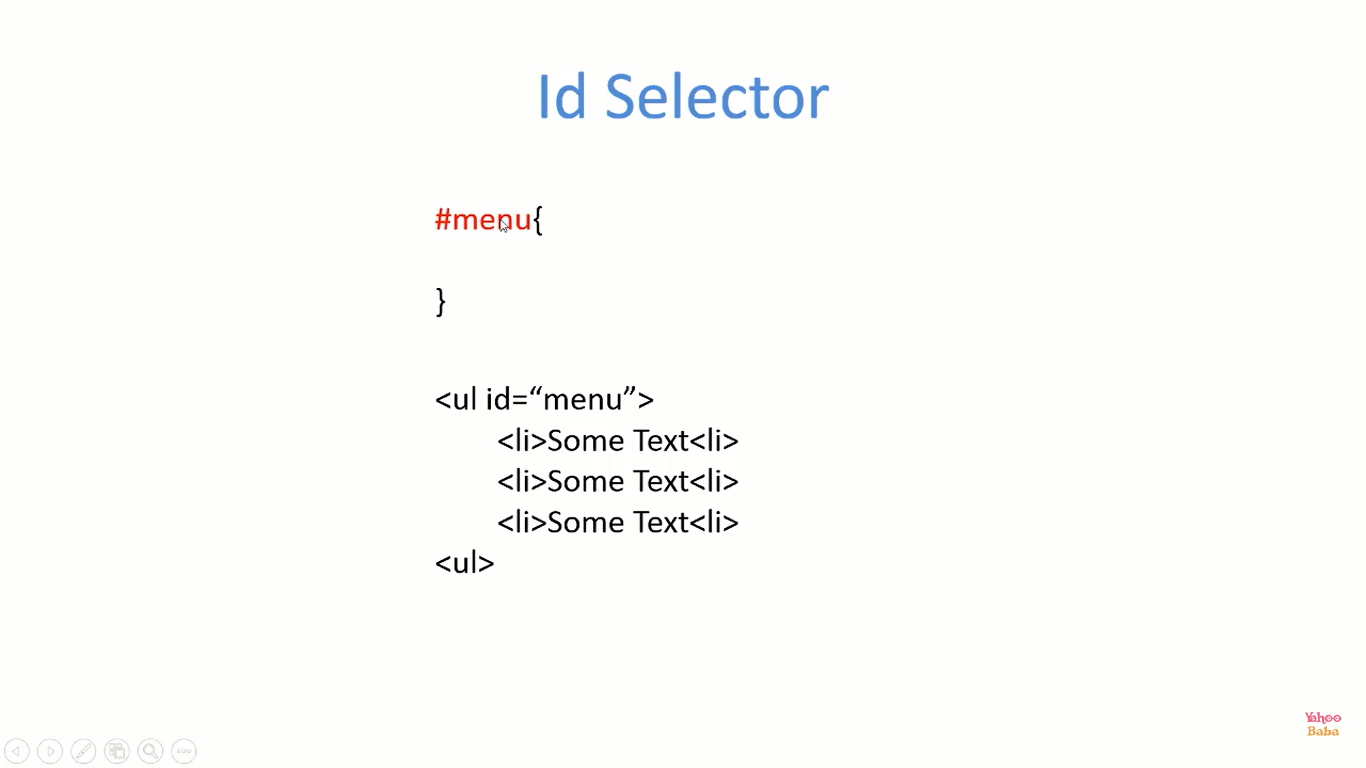 Id Selector
#menu{
}
<ul id=“menu”>
<li>Some Text<li>
<li>Some Text<li>
<li>Some Text<li>
<ul>
Yahoo
Baba